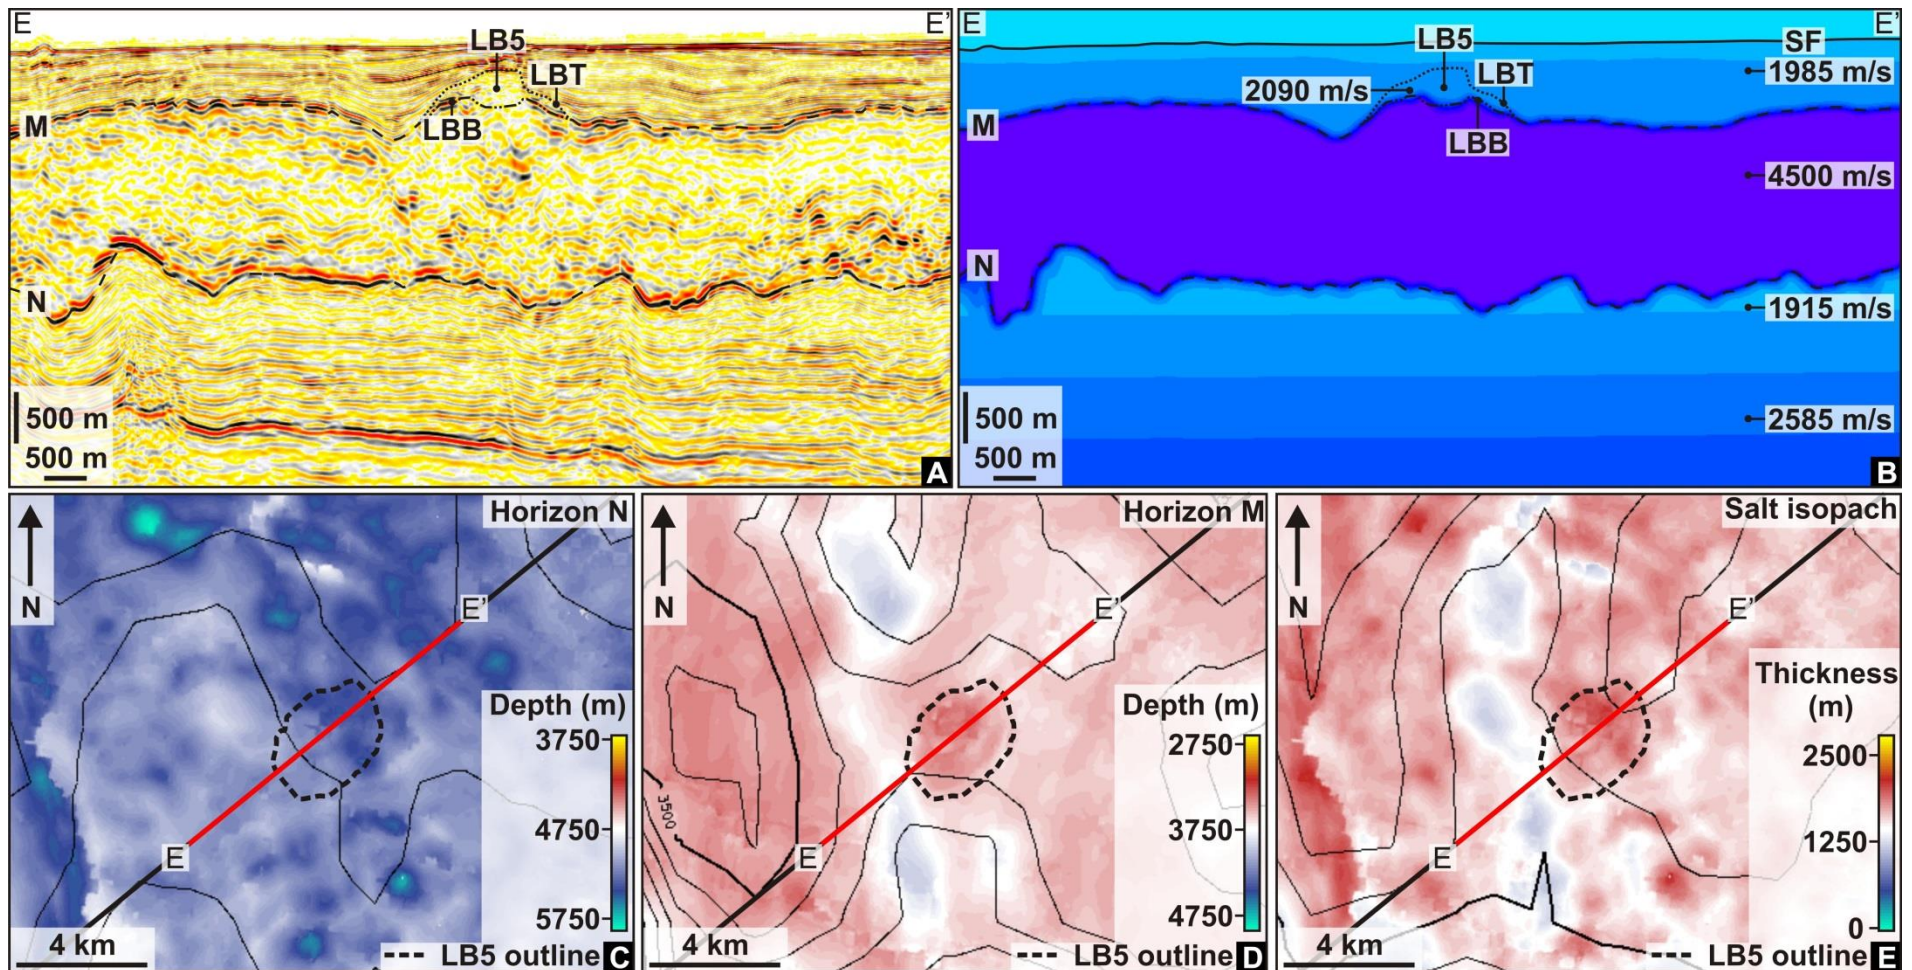 E
E'
LB5
LBT
LBB
M
N
500 m
500 m
A
E
E'
SF
LB5
1985 m/s
LBT
2090 m/s
M
LBB
4500 m/s
N
1915 m/s
500 m
2585 m/s
500 m
B
Horizon N
N
E'
Depth (m)
3750
4750
E
5750
4 km
LB5 outline
C
Horizon M
N
E'
Depth (m)
2750
3500
3750
E
4750
4 km
LB5 outline
D
Salt isopach
N
E'
Thickness
(m)
2500
1250
E
0
4 km
LB5 outline
E